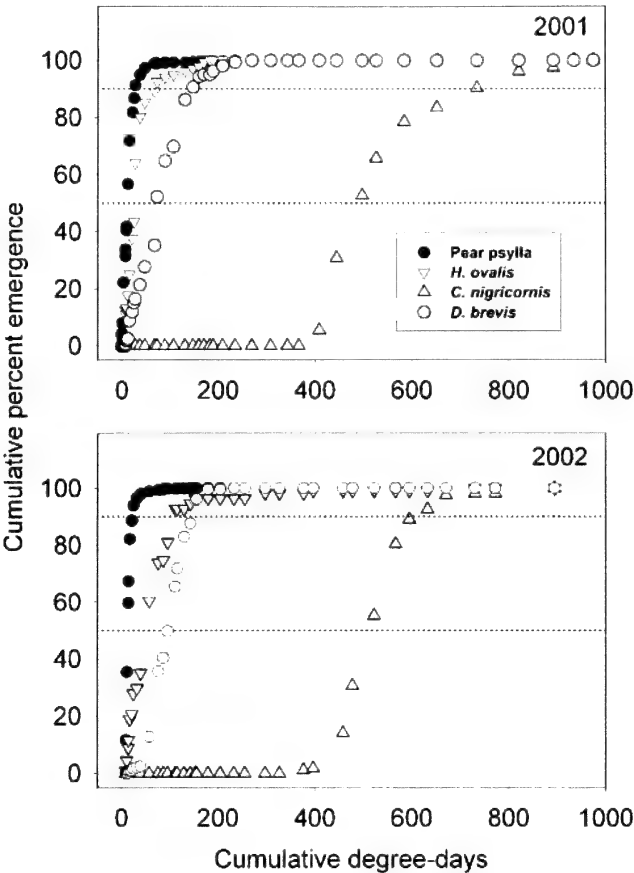 2001
100
80
60
40
20
0
Pear psylla
H. ovalis
C. nigricornis
D. brevis
0 200 400 600 800 1000
Cumulative percent emergence
2002
100
80
60
40
20
0
0 200 400 600 800 1000
Cumulative degree-days